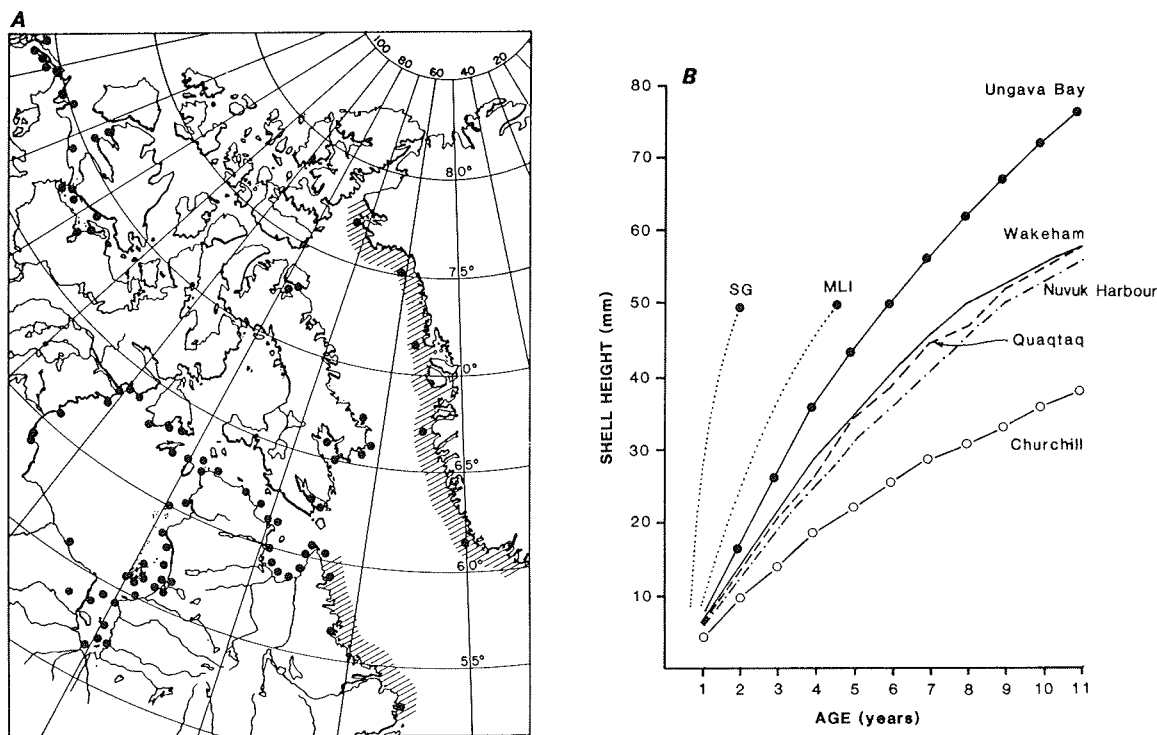 A
100
80
60
40
20
80°
75°
70°
65°
60°
55°
B
80
70
60
50
40
30
20
10
SHELL HEIGHT (mm)
Ungava Bay
Wakeham
SG
MLI
Nuvuk Harbour
Quaqtaq
Churchill
1 2 3 4 5 6 7 8 9 10 11
AGE (years)